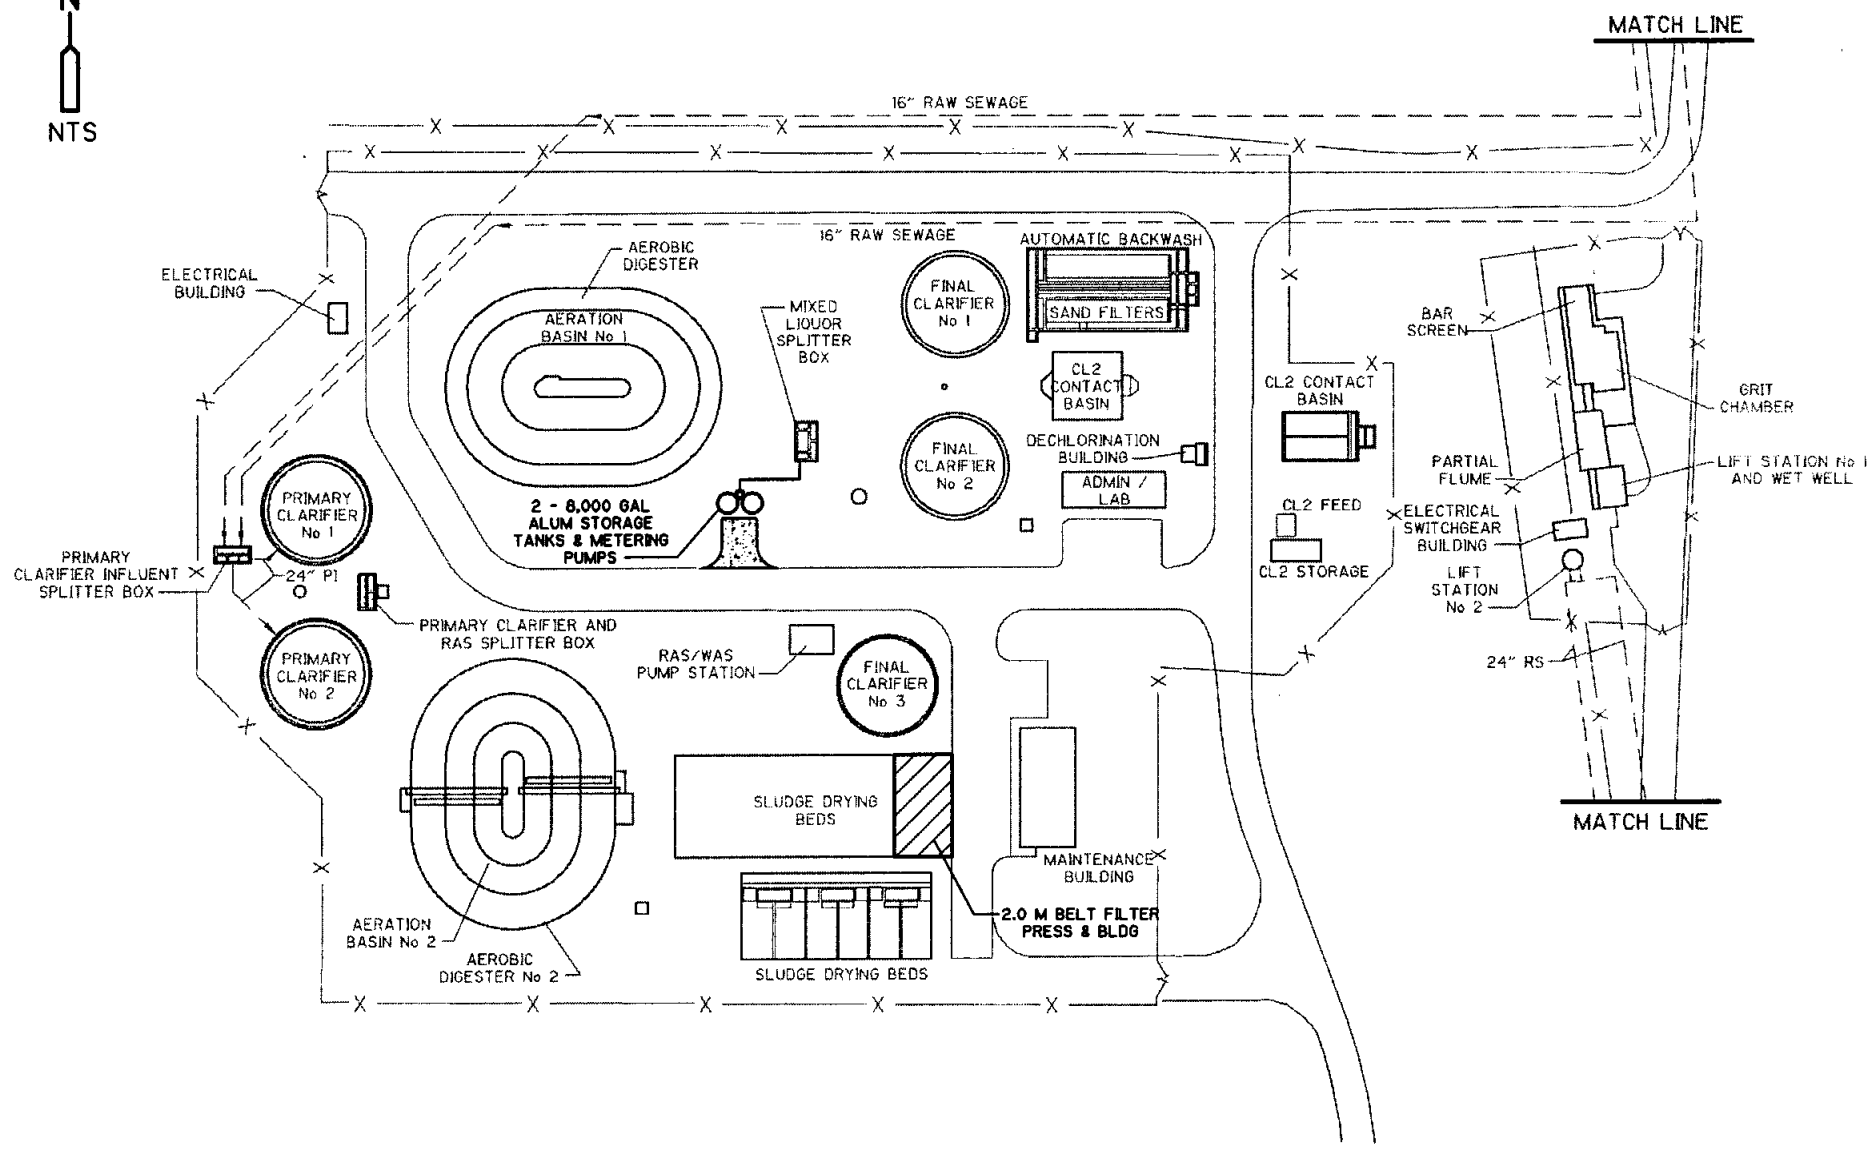 N
NTS
MATCH LINE
16" RAW SEWAGE
16" RAW SEWAGE
AEROBIC
DIGESTER
ELECTRICAL
BUILDING
AERATION
BASIN No 1
MIXED
LIQUOR
SPLITTER
BOX
FINAL
CLARIFIER
No 1
AUTOMATIC BACKWASH
SAND FILTERS
CL2
CONTACT
BASIN
CL2 CONTACT
BASIN
BAR
SCREEN
GRIT
CHAMBER
FINAL
CLARIFIER
No 2
DECHLORINATION
BUILDING
ADMIN /
LAB
PARTIAL
FLUME
LIFT STATION No 1
AND WET WELL
PRIMARY
CLARIFIER
No 1
2 - 8,000 GAL
ALUM STORAGE
TANKS & METERING
PUMPS
CL2 FEED
CL2 STORAGE
ELECTRICAL
SWITCHGEAR
BUILDING
LIFT
STATION
No 2
PRIMARY
CLARIFIER INFLUENT
SPLITTER BOX
24" PI
PRIMARY CLARIFIER AND
RAS SPLITTER BOX
PRIMARY
CLARIFIER
No 2
RAS/WAS
PUMP STATION
FINAL
CLARIFIER
No 3
24" RS
SLUDGE DRYING
BEDS
MATCH LINE
MAINTENANCE
BUILDING
AERATION
BASIN No 2
AEROBIC
DIGESTER No 2
2.0 M BELT FILTER
PRESS & BLDG
SLUDGE DRYING BEDS